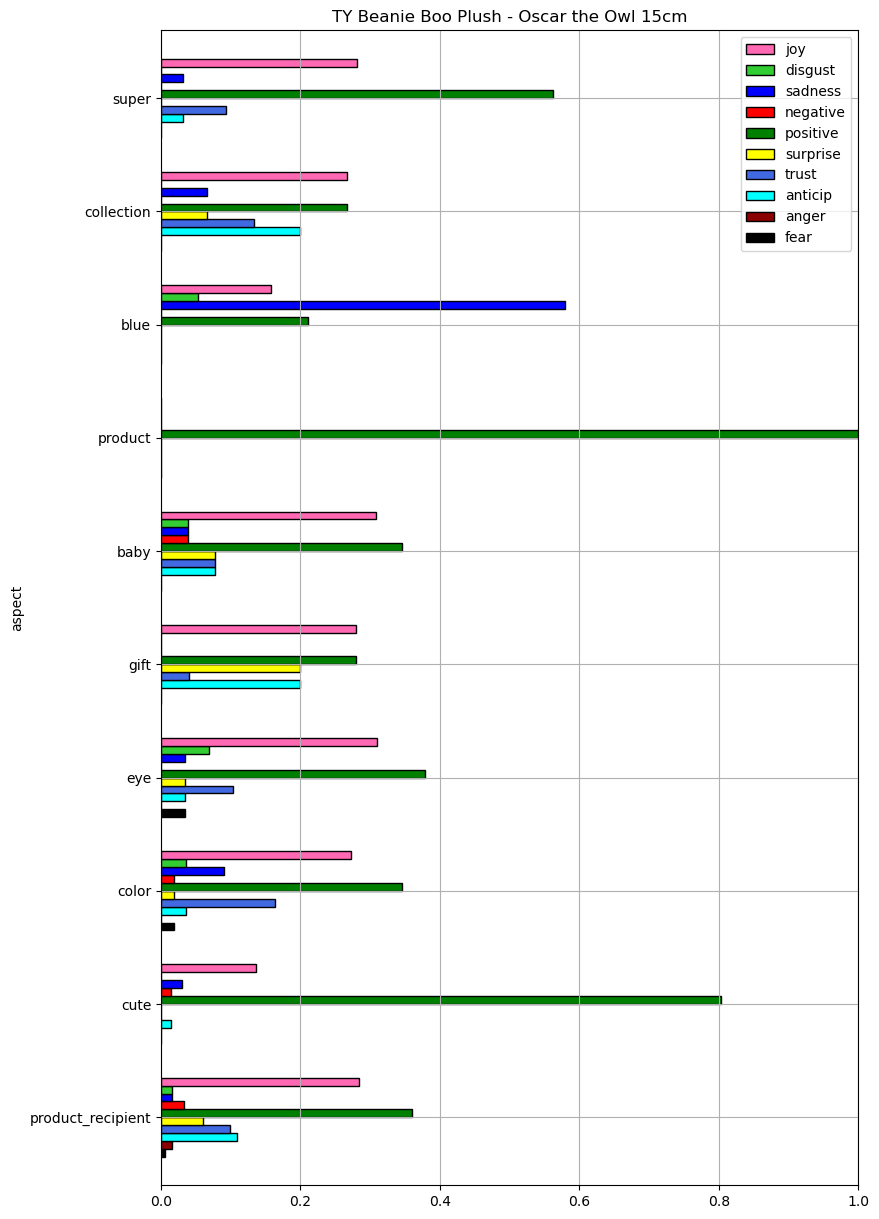 TY Beanie Boo Plush - Oscar the Owl 15cm
joy
disgust
sadness
negative
positive
surprise
trust
anticip
anger
fear
super
collection
blue
product
baby
gift
eye
color
cute
product_recipient
aspect
0.0 0.2 0.4 0.6 0.8 1.0